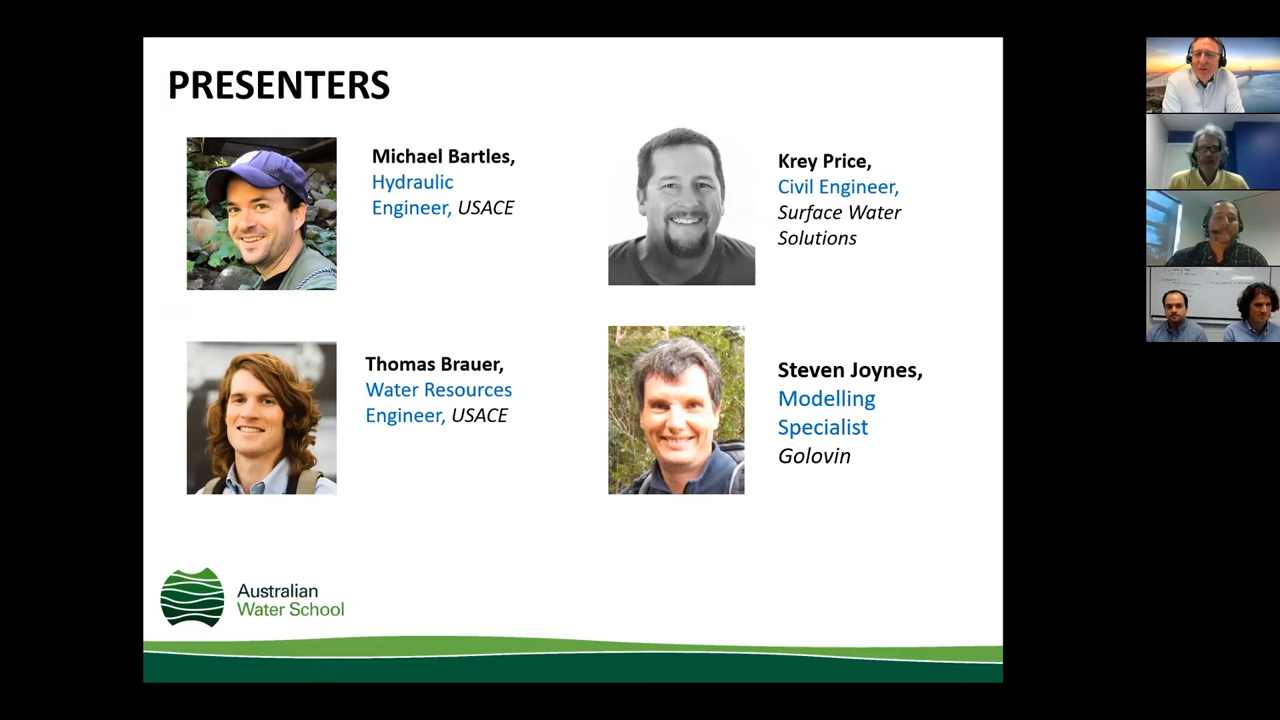 PRESENTERS
Michael Bartles,
Hydraulic
Engineer, USACE
Krey Price,
Civil Engineer,
Surface Water
Solutions
Thomas Brauer,
Water Resources
Engineer, USACE
Steven Joynes,
Modelling
Specialist
Golovin
Australian
Water School